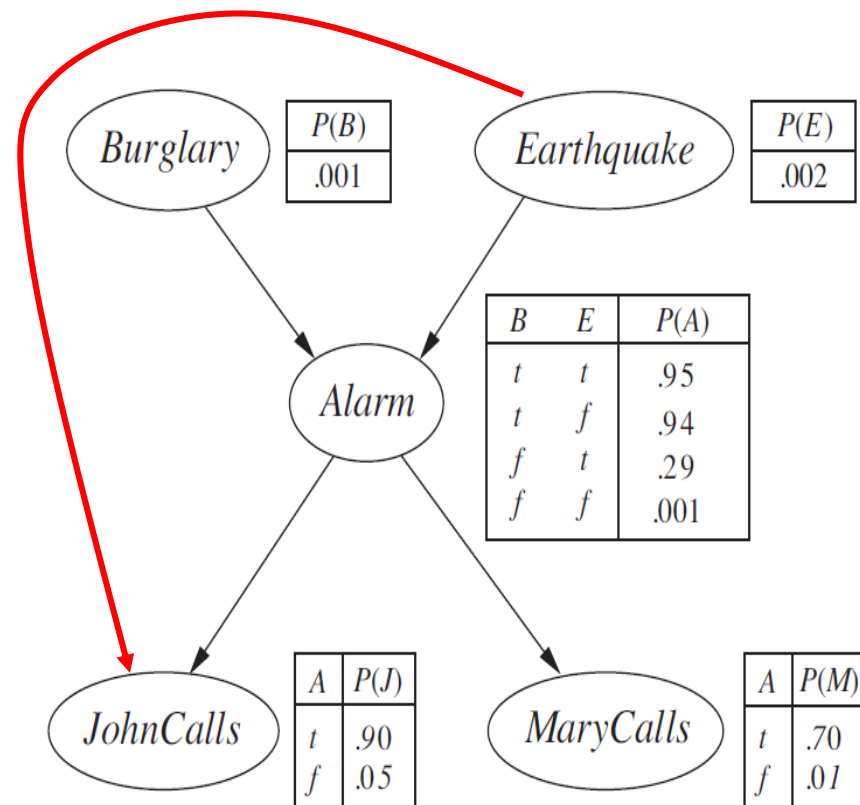 Burglary
P(B)
.001
Earthquake
P(E)
.002
Alarm
B E P(A)
t t .95
t f .94
f t .29
f f .001
JohnCalls
A P(J)
t .90
f .05
MaryCalls
A P(M)
t .70
f .01